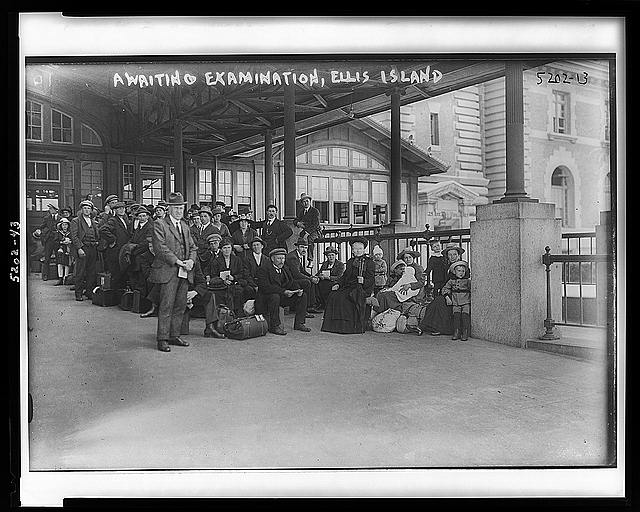 AWAITING EXAMINATION, ELLIS ISLAND
5202-13
5202-13